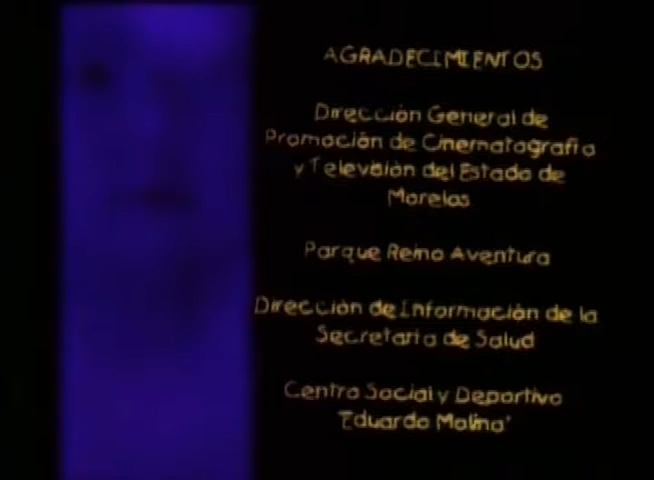 AGRADECIMIENTOS
Dirección General de
Promoción de Cinematografía
y Televisión del Estado de
Morelos
Parque Reino Aventura
Dirección de Información de la
Secretaría de Salud
Centro Social y Deportivo
"Eduardo Molina"